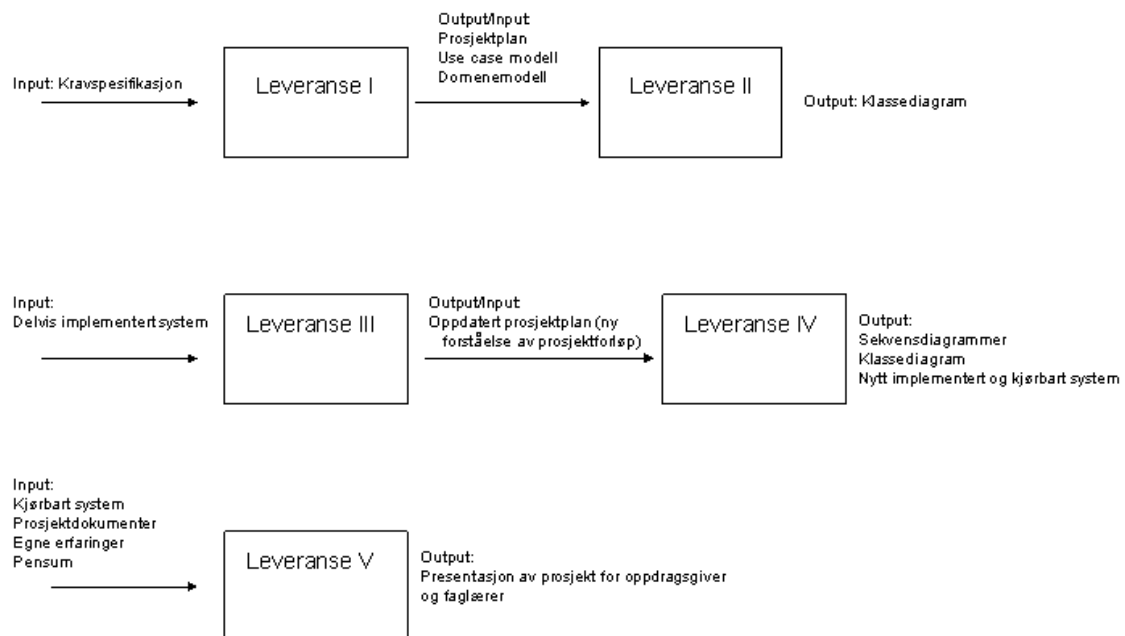 Input: Kravspesifikasjon
Leveranse I
Output/Input:
Prosjektplan
Use case modell
Domenemodell
Leveranse II
Output: Klassediagram
Input:
Delvis implementert system
Leveranse III
Output/Input:
Oppdatert prosjektplan (ny
forståelse av prosjektforløp)
Leveranse IV
Output:
Sekvensdiagrammer
Klassediagram
Nytt implementert og kjørbart system
Input:
Kjørbart system
Prosjektdokumenter
Egne erfaringer
Pensum
Leveranse V
Output:
Presentasjon av prosjekt for oppdragsgiver
og faglærer